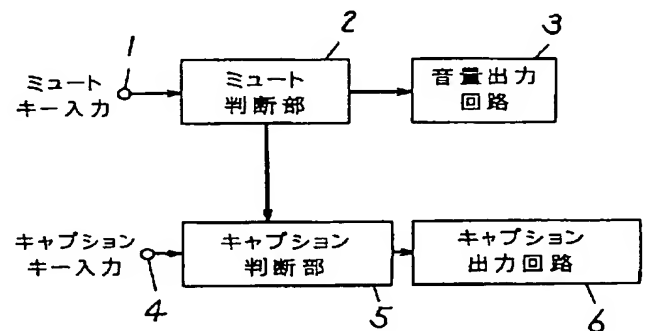 1
2
3
ミュート
キー入力
ミュート
判断部
音量出力
回路
キャプション
キー入力
キャプション
判断部
キャプション
出力回路
4
5
6